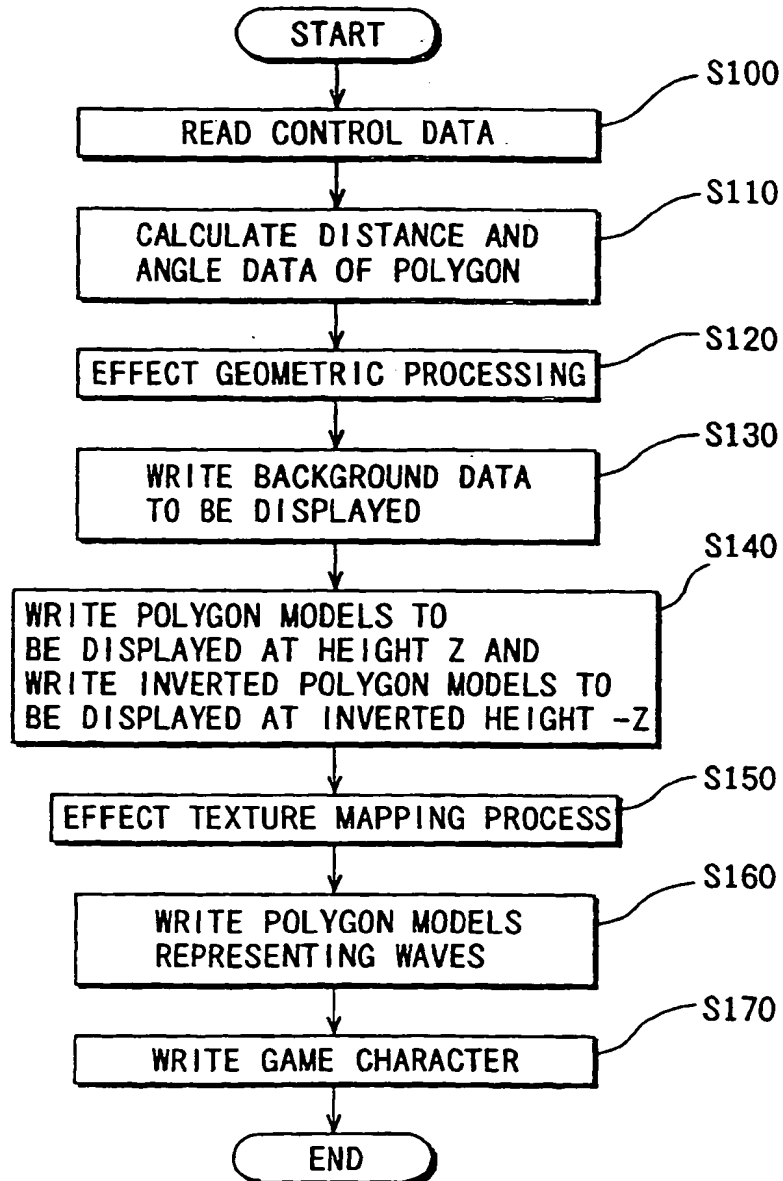 START
S100
READ CONTROL DATA
S110
CALCULATE DISTANCE AND
ANGLE DATA OF POLYGON
S120
EFFECT GEOMETRIC PROCESSING
S130
WRITE BACKGROUND DATA
TO BE DISPLAYED
S140
WRITE POLYGON MODELS TO
BE DISPLAYED AT HEIGHT Z AND
WRITE INVERTED POLYGON MODELS TO
BE DISPLAYED AT INVERTED HEIGHT -Z
S150
EFFECT TEXTURE MAPPING PROCESS
S160
WRITE POLYGON MODELS
REPRESENTING WAVES
S170
WRITE GAME CHARACTER
END